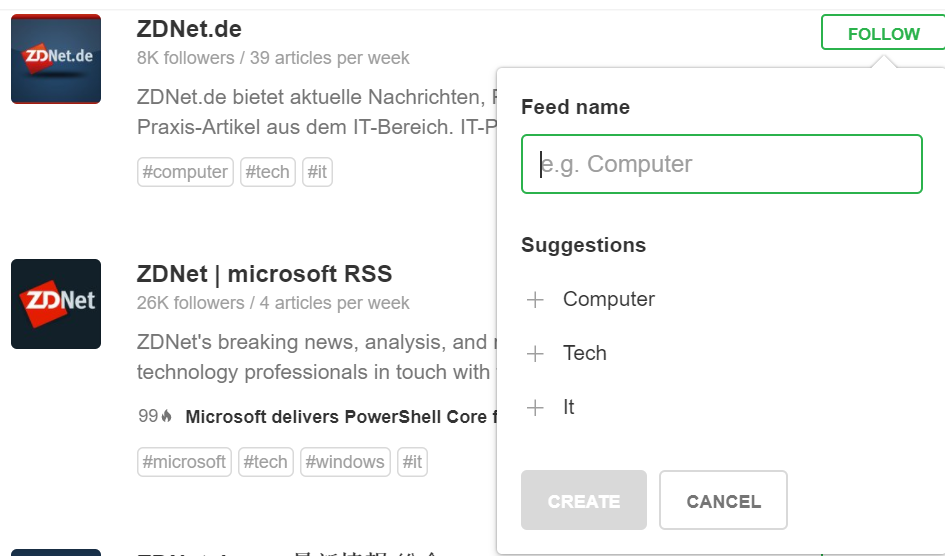 ZDNet.de
ZDNet.de
8K followers / 39 articles per week
FOLLOW
ZDNet.de bietet aktuelle Nachrichten,
Praxis-Artikel aus dem IT-Bereich.
#computer #tech #it
ZDNet
ZDNet | microsoft RSS
26K followers / 4 articles per week
ZDNet's breaking news, analysis, and
technology professionals in touch with
99 Microsoft delivers PowerShell Core
#microsoft #tech #windows #it
Feed name
e.g. Computer
Suggestions
Computer
Tech
It
CREATE
CANCEL